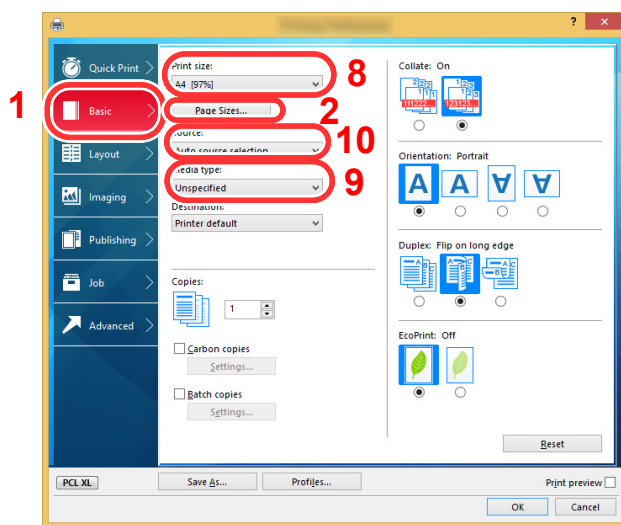 ? ×
Quick Print >
1
Basic >
Layout >
Imaging >
Publishing >
Job >
Advanced >
Print size:
A4 [97%]
8
Page Sizes...
2
Source:
Auto source selection
10
Media type:
Unspecified
9
Destination:
Printer default
Copies:
1
Carbon copies
Settings...
Batch copies
Settings...
Collate: On
111222... 123123...
Orientation: Portrait
A A A A
Duplex: Flip on long edge
A B C A B C A B C
EcoPrint: Off
Reset
PCL XL
Save As...
Profiles...
Print preview
OK
Cancel